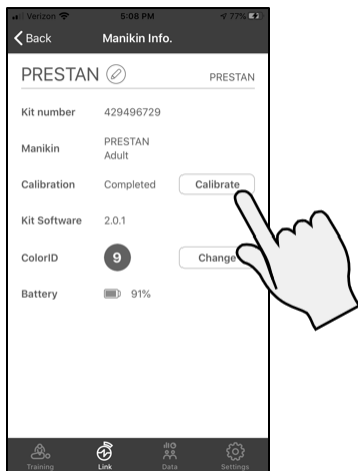 Verizon 5:08 PM 77%
Back Manikin Info.
PRESTAN PRESTAN
Kit number 429496729
Manikin PRESTAN
Adult
Calibration Completed Calibrate
Kit Software 2.0.1
ColorID 9 Change
Battery 91%
Training Link Data Settings